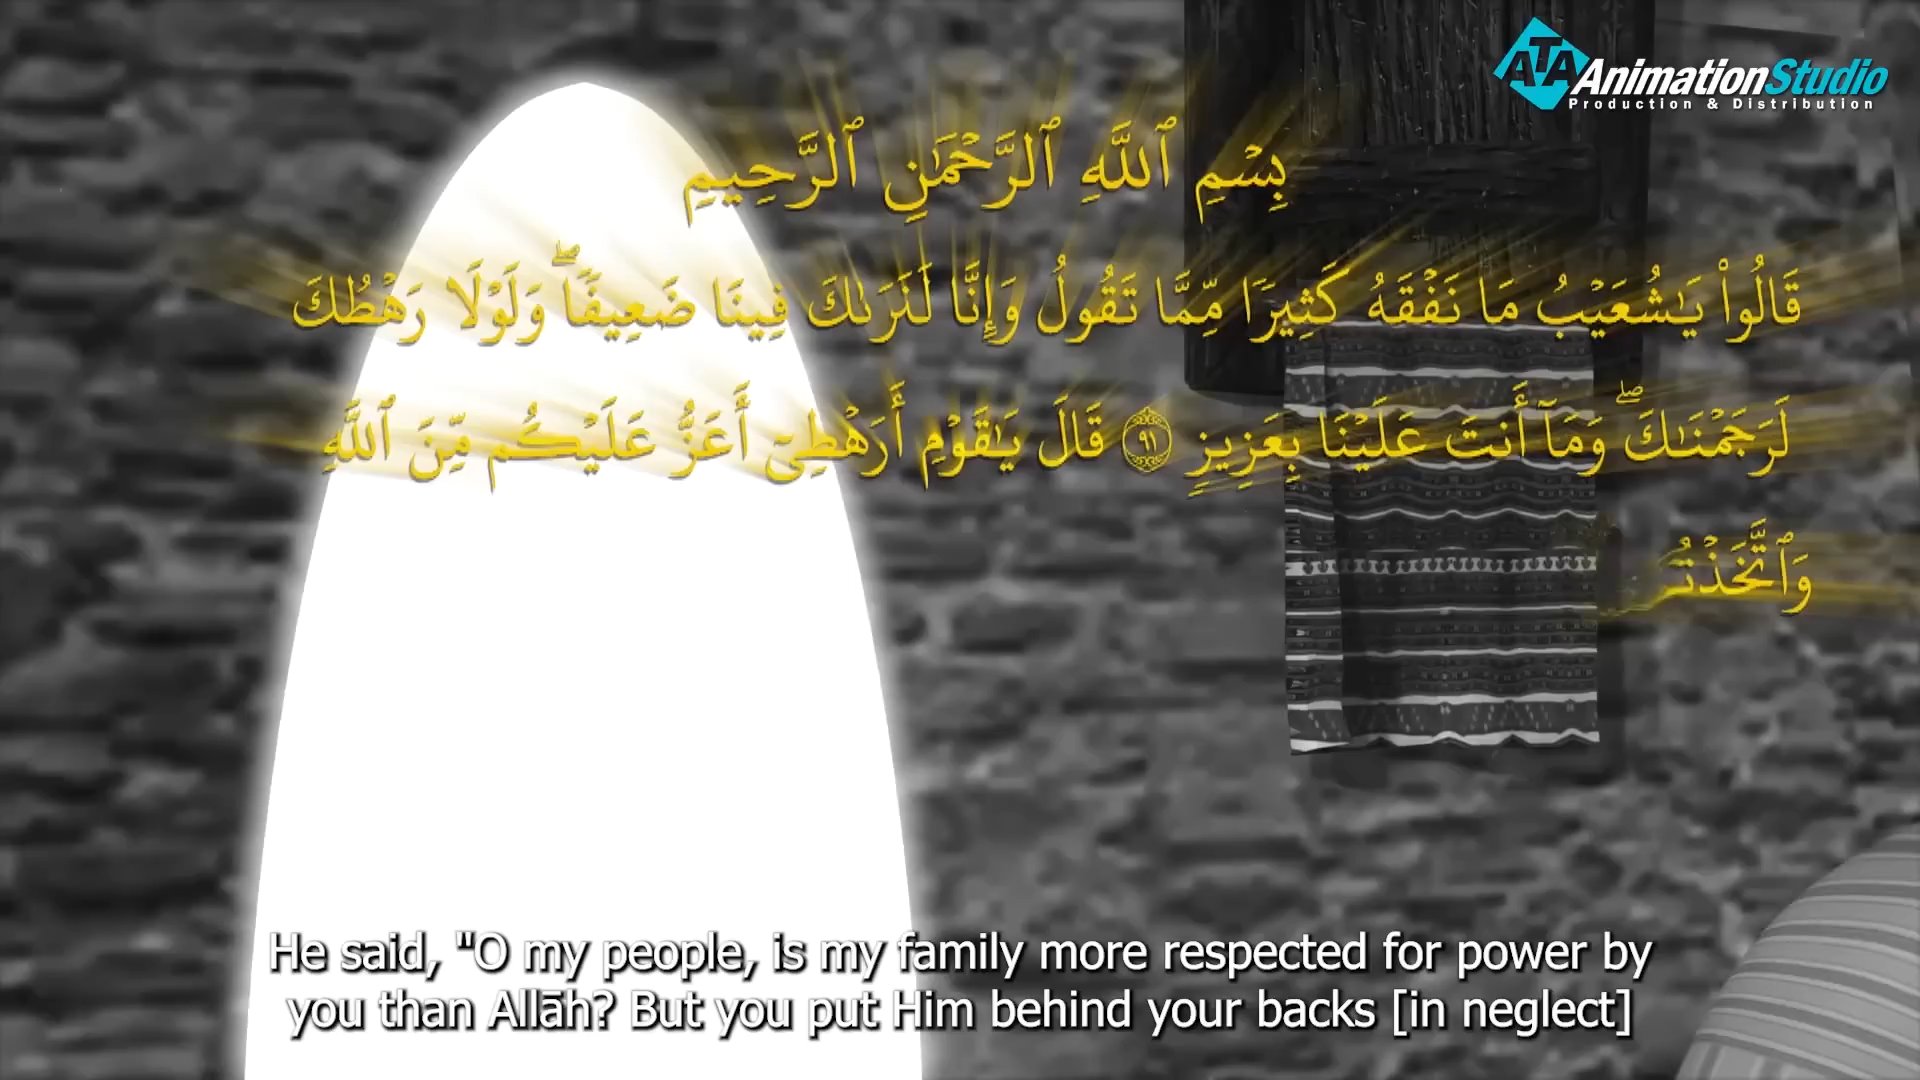 ATA AnimationStudio
Production & Distribution
بِسْمِ ٱللَّهِ ٱلرَّحْمَٰنِ ٱلرَّحِيمِ
قَالُوا۟ يَـٰشُعَيْبُ مَا نَفْقَهُ كَثِيرًا مِّمَّا تَقُولُ وَإِنَّا لَنَرَىٰكَ فِينَا ضَعِيفًا ۖ وَلَوْلَا رَهْطُكَ
لَرَجَمْنَـٰكَ ۖ وَمَآ أَنتَ عَلَيْنَا بِعَزِيزٍ ٩١ قَالَ يَـٰقَوْمِ أَرَهْطِىٓ أَعَزُّ عَلَيْكُم مِّنَ ٱللَّهِ
وَٱتَّخَذْتُ
He said, "O my people, is my family more respected for power by
you than Allāh? But you put Him behind your backs [in neglect]